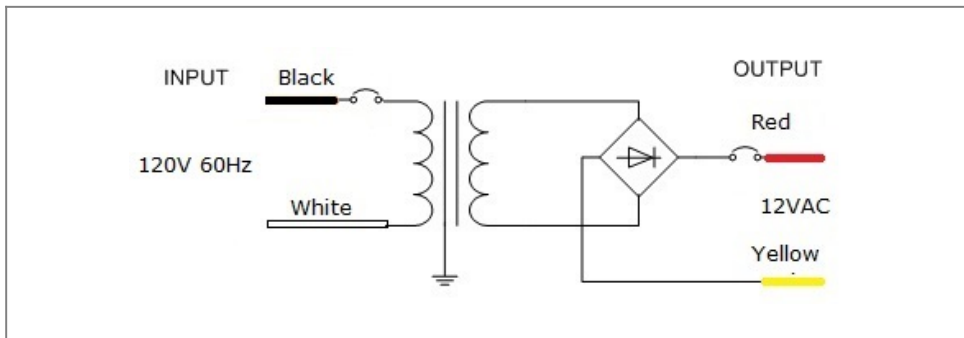 INPUT
Black
OUTPUT
Red
120V 60Hz
White
12VAC
Yellow